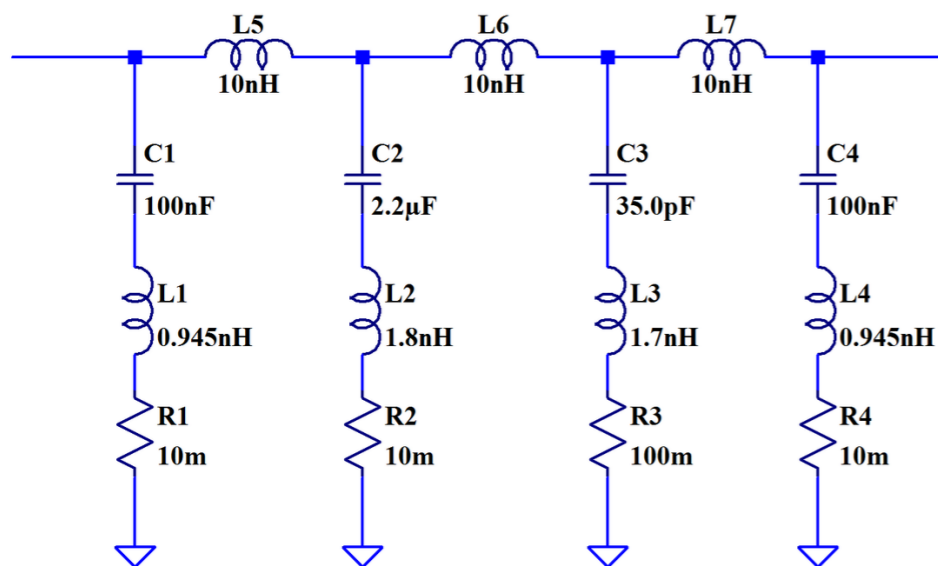 L5
10nH
L6
10nH
L7
10nH
C1
100nF
C2
2.2µF
C3
35.0pF
C4
100nF
L1
0.945nH
L2
1.8nH
L3
1.7nH
L4
0.945nH
R1
10m
R2
10m
R3
100m
R4
10m